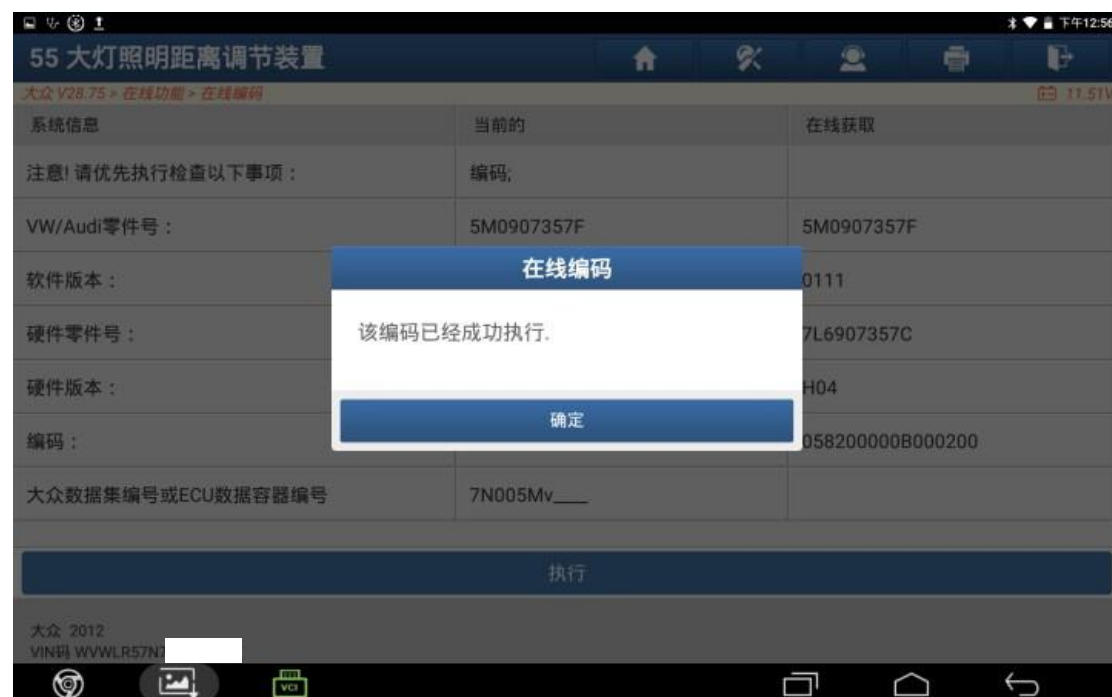 下午12:56
55 大灯照明距离调节装置
大众 V28.75 > 在线功能 > 在线编码
11.51V
系统信息 当前的 在线获取
注意! 请优先执行检查以下事项： 编码;
VW/Audi零件号： 5M0907357F 5M0907357F
在线编码
软件版本： 0111
该编码已经成功执行.
硬件零件号： 7L6907357C
硬件版本： H04
确定
编码： 058200000B000200
大众数据集编号或ECU数据容器编号 7N005Mv____
执行
大众 2012
VIN码 WVWLR57N
VCI